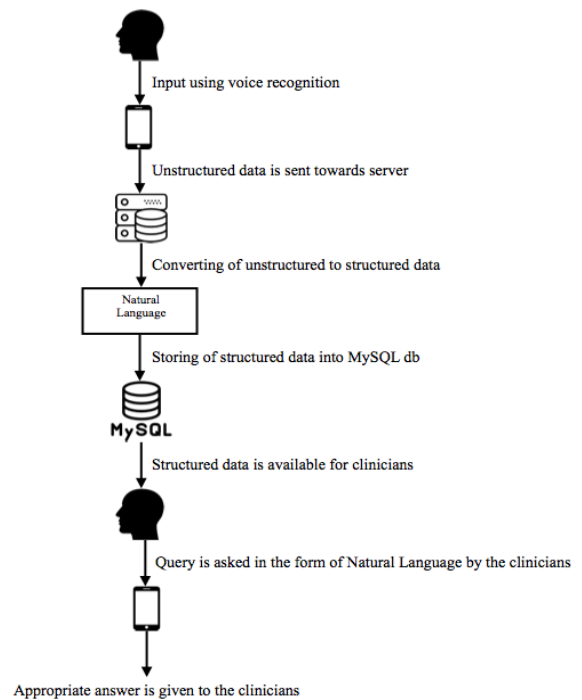 Input using voice recognition
Unstructured data is sent towards server
Converting of unstructured to structured data
Natural
Language
Storing of structured data into MySQL db
MySQL
Structured data is available for clinicians
Query is asked in the form of Natural Language by the clinicians
Appropriate answer is given to the clinicians